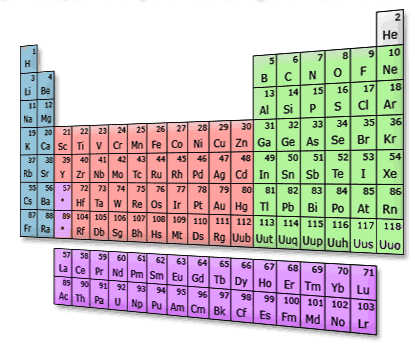 1 2
H He
3 4 5 6 7 8 9 10
Li Be B C N O F Ne
11 12 13 14 15 16 17 18
Na Mg Al Si P S Cl Ar
19 20 21 22 23 24 25 26 27 28 29 30 31 32 33 34 35 36
K Ca Sc Ti V Cr Mn Fe Co Ni Cu Zn Ga Ge As Se Br Kr
37 38 39 40 41 42 43 44 45 46 47 48 49 50 51 52 53 54
Rb Sr Y Zr Nb Mo Tc Ru Rh Pd Ag Cd In Sn Sb Te I Xe
55 56 57 72 73 74 75 76 77 78 79 80 81 82 83 84 85 86
Cs Ba * Hf Ta W Re Os Ir Pt Au Hg Tl Pb Bi Po At Rn
87 88 89 104 105 106 107 108 109 110 111 112 113 114 115 116 117 118
Fr Ra * Rf Db Sg Bh Hs Mt Ds Rg Uub Uut Uuq Uup Uuh Uus Uuo
57 58 59 60 61 62 63 64 65 66 67 68 69 70 71
La Ce Pr Nd Pm Sm Eu Gd Tb Dy Ho Er Tm Yb Lu
89 90 91 92 93 94 95 96 97 98 99 100 101 102 103
Ac Th Pa U Np Pu Am Cm Bk Cf Es Fm Md No Lr